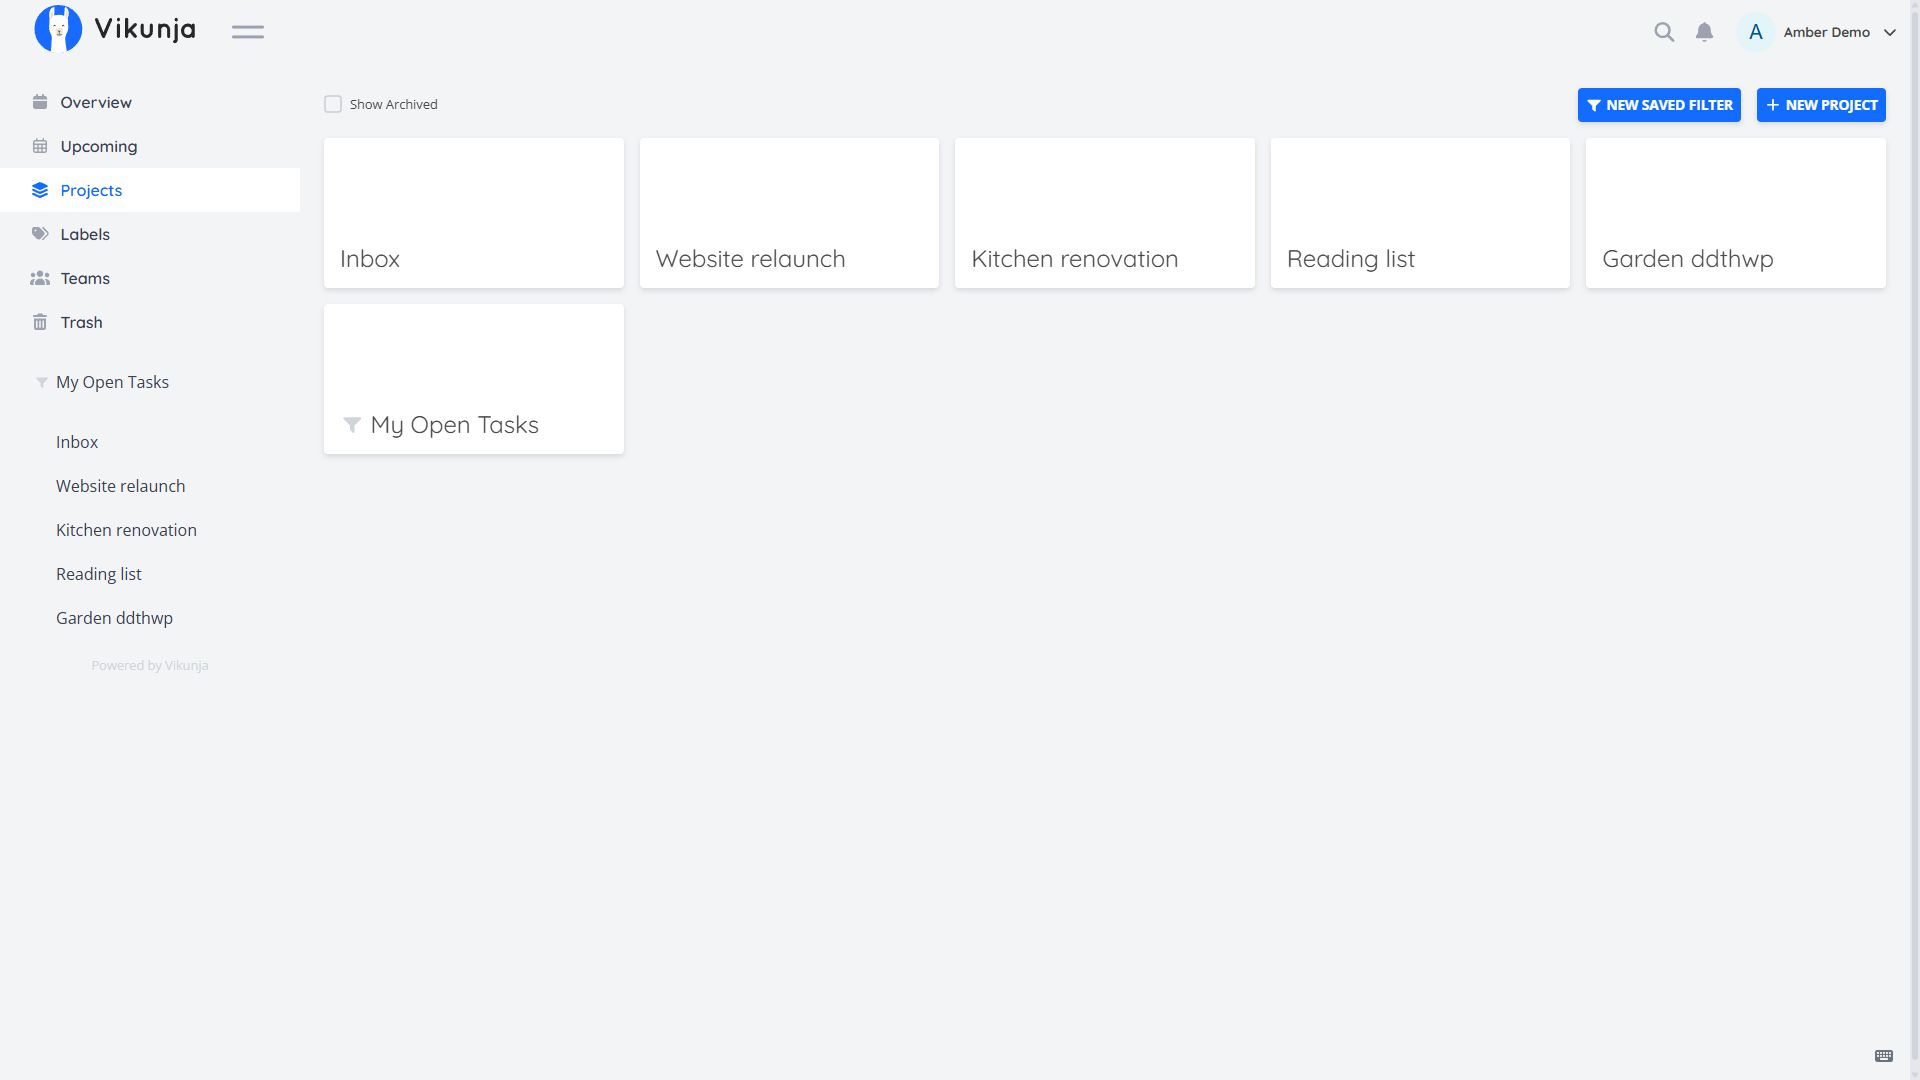 Vikunja
A Amber Demo
Overview
Upcoming
Projects
Labels
Teams
Trash
My Open Tasks
Inbox
Website relaunch
Kitchen renovation
Reading list
Garden ddthwp
Powered by Vikunja
Show Archived
NEW SAVED FILTER
NEW PROJECT
Inbox
Website relaunch
Kitchen renovation
Reading list
Garden ddthwp
My Open Tasks